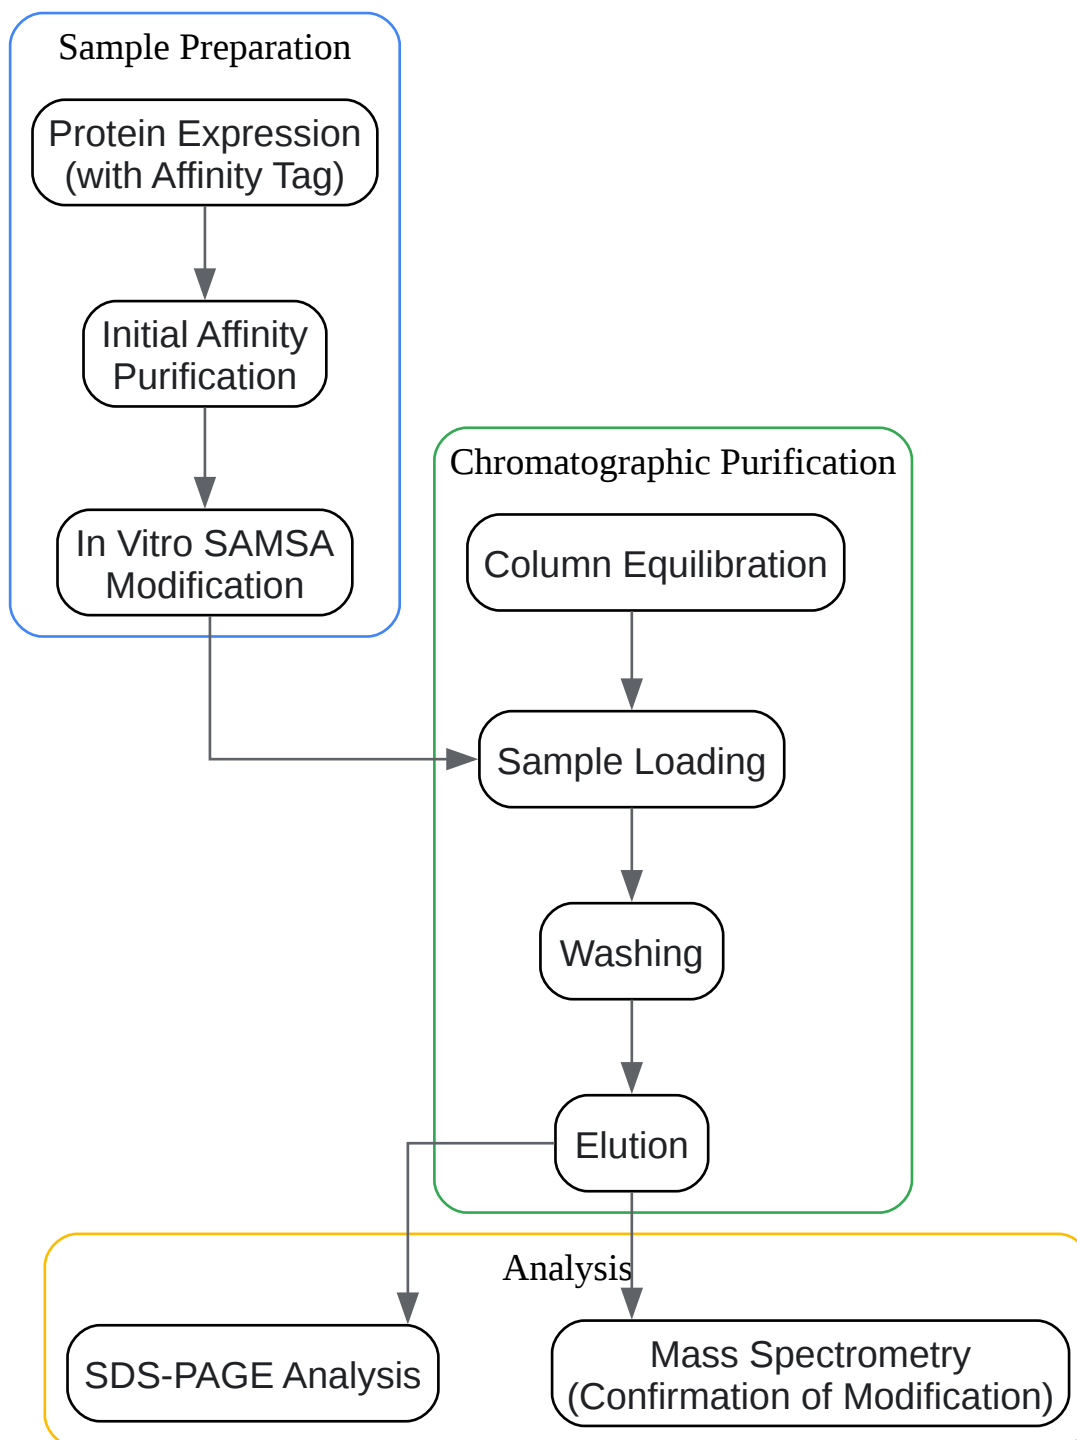 Sample Preparation
Protein Expression
(with Affinity Tag)
Initial Affinity
Purification
In Vitro SAMSA
Modification
Chromatographic Purification
Column Equilibration
Sample Loading
Washing
Elution
Analysis
SDS-PAGE Analysis
Mass Spectrometry
(Confirmation of Modification)